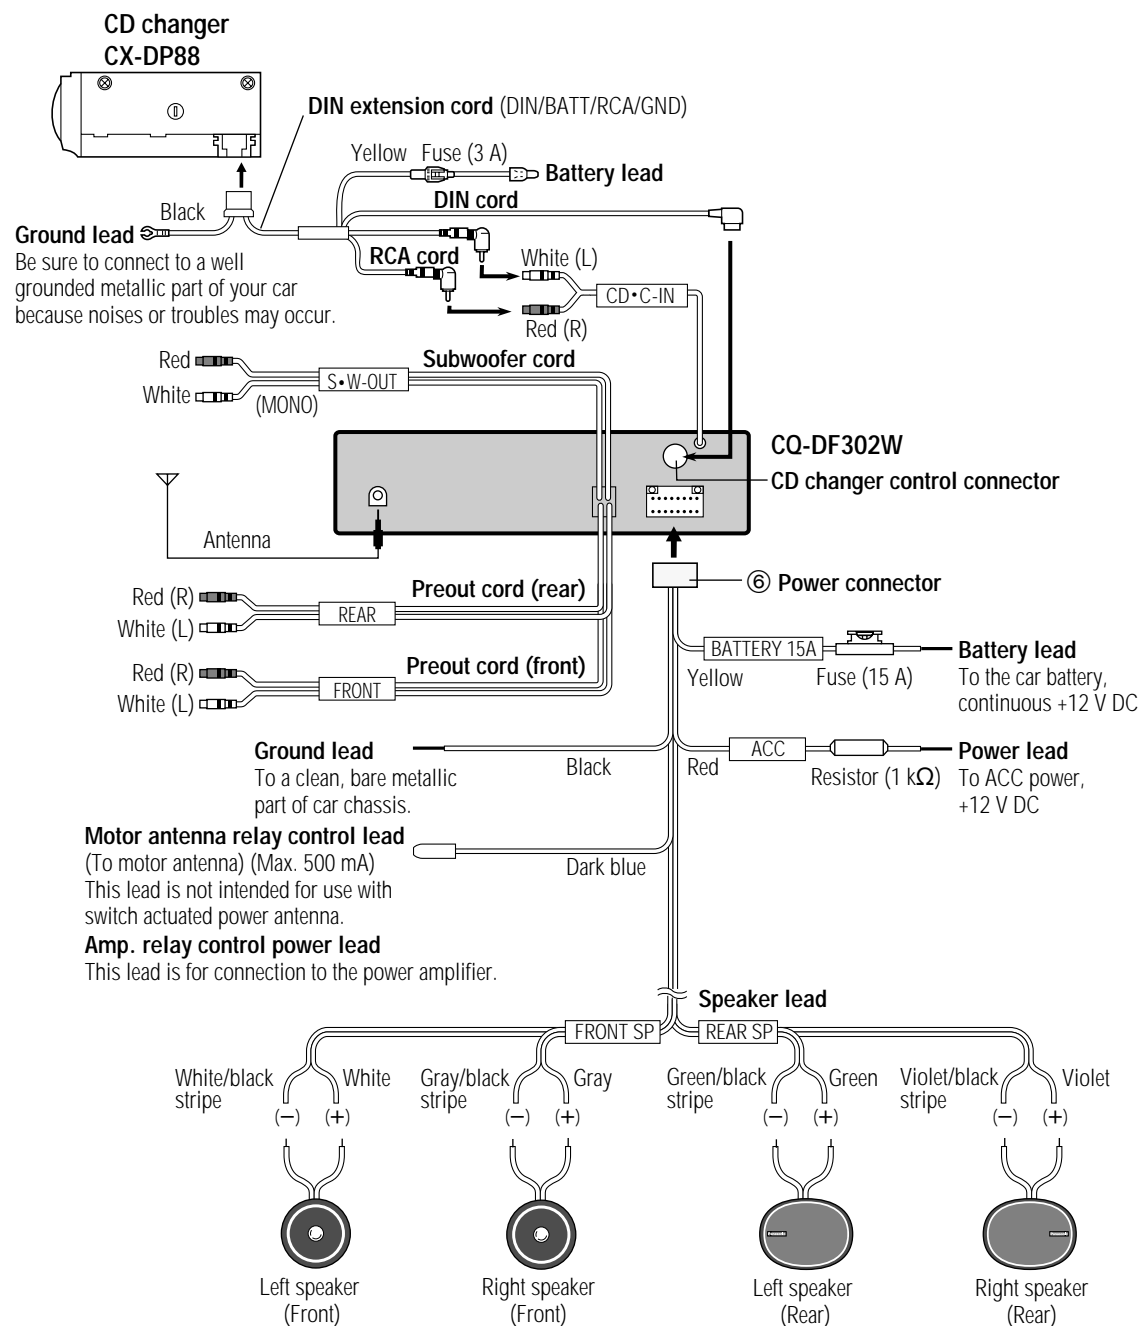 CD changer
CX-DP88
DIN extension cord (DIN/BATT/RCA/GND)
Yellow Fuse (3 A)
Battery lead
DIN cord
Black
Ground lead
Be sure to connect to a well
grounded metallic part of your car
because noises or troubles may occur.
RCA cord
White (L)
CD•C-IN
Red (R)
Subwoofer cord
Red
S•W-OUT
White
(MONO)
CQ-DF302W
CD changer control connector
Antenna
⑥ Power connector
Preout cord (rear)
Red (R)
REAR
White (L)
Preout cord (front)
Red (R)
FRONT
White (L)
BATTERY 15A
Yellow
Fuse (15 A)
Battery lead
To the car battery,
continuous +12 V DC
Ground lead
To a clean, bare metallic
part of car chassis.
Black
Red
ACC
Resistor (1 kΩ)
Power lead
To ACC power,
+12 V DC
Motor antenna relay control lead
(To motor antenna) (Max. 500 mA)
This lead is not intended for use with
switch actuated power antenna.
Dark blue
Amp. relay control power lead
This lead is for connection to the power amplifier.
Speaker lead
FRONT SP
REAR SP
White/black
stripe
White
Gray/black
stripe
Gray
Green/black
stripe
Green
Violet/black
stripe
Violet
(−) (+)
(−) (+)
(−) (+)
(−) (+)
Left speaker
(Front)
Right speaker
(Front)
Left speaker
(Rear)
Right speaker
(Rear)